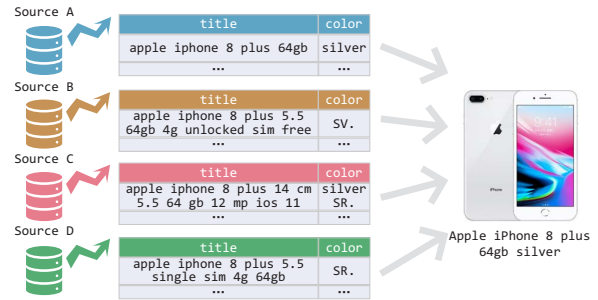 Source A
title color
apple iphone 8 plus 64gb silver
... ...
Source B
title color
apple iphone 8 plus 5.5
64gb 4g unlocked sim free SV.
... ...
Source C
title color
apple iphone 8 plus 14 cm silver
5.5 64 gb 12 mp ios 11 SR.
... ...
Source D
title color
apple iphone 8 plus 5.5
single sim 4g 64gb SR.
... ...
9:41
iPhone
Apple iPhone 8 plus
64gb silver